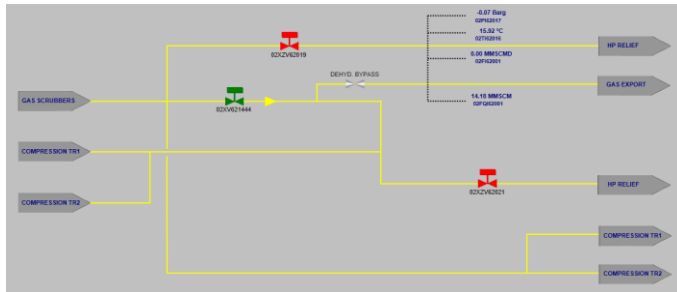 -0.07 Barg
02PI62017
15.92 °C
02TI62016
02XZV62019
HP RELIEF
0.00 MMSCMD
02FI62001
DEHYD. BYPASS
GAS EXPORT
GAS SCRUBBERS
14.18 MMSCM
02FQI62001
02XV621444
COMPRESSION TR1
HP RELIEF
02XZV62021
COMPRESSION TR2
COMPRESSION TR1
COMPRESSION TR2